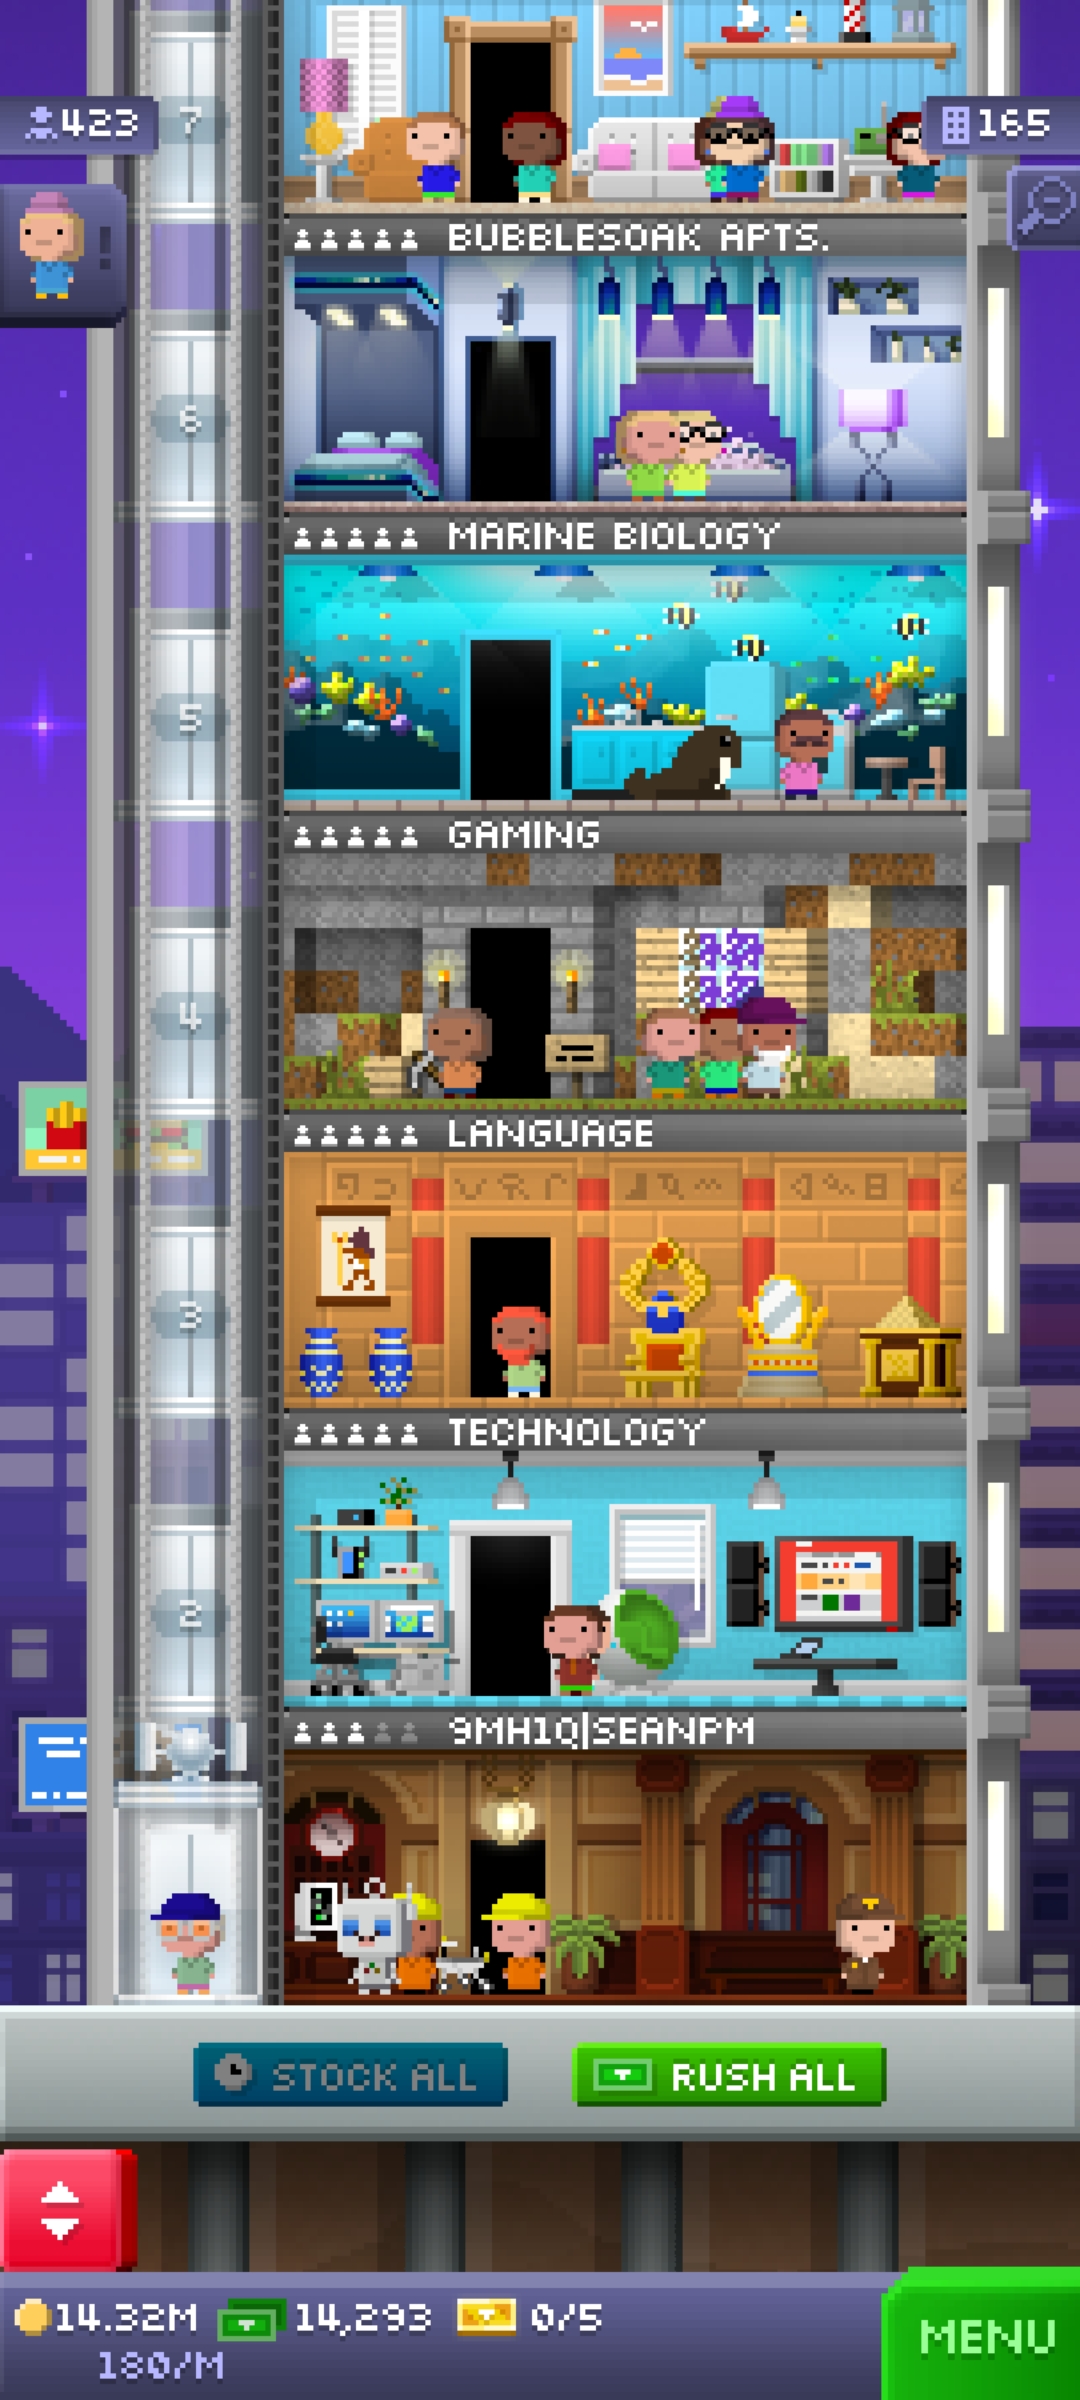 423
165
7
!
BUBBLESOAK APTS.
6
MARINE BIOLOGY
5
GAMING
4
LANGUAGE
3
TECHNOLOGY
2
9MH1Q|SEANPM
STOCK ALL
RUSH ALL
14.32M
14,293
0/5
180/M
MENU